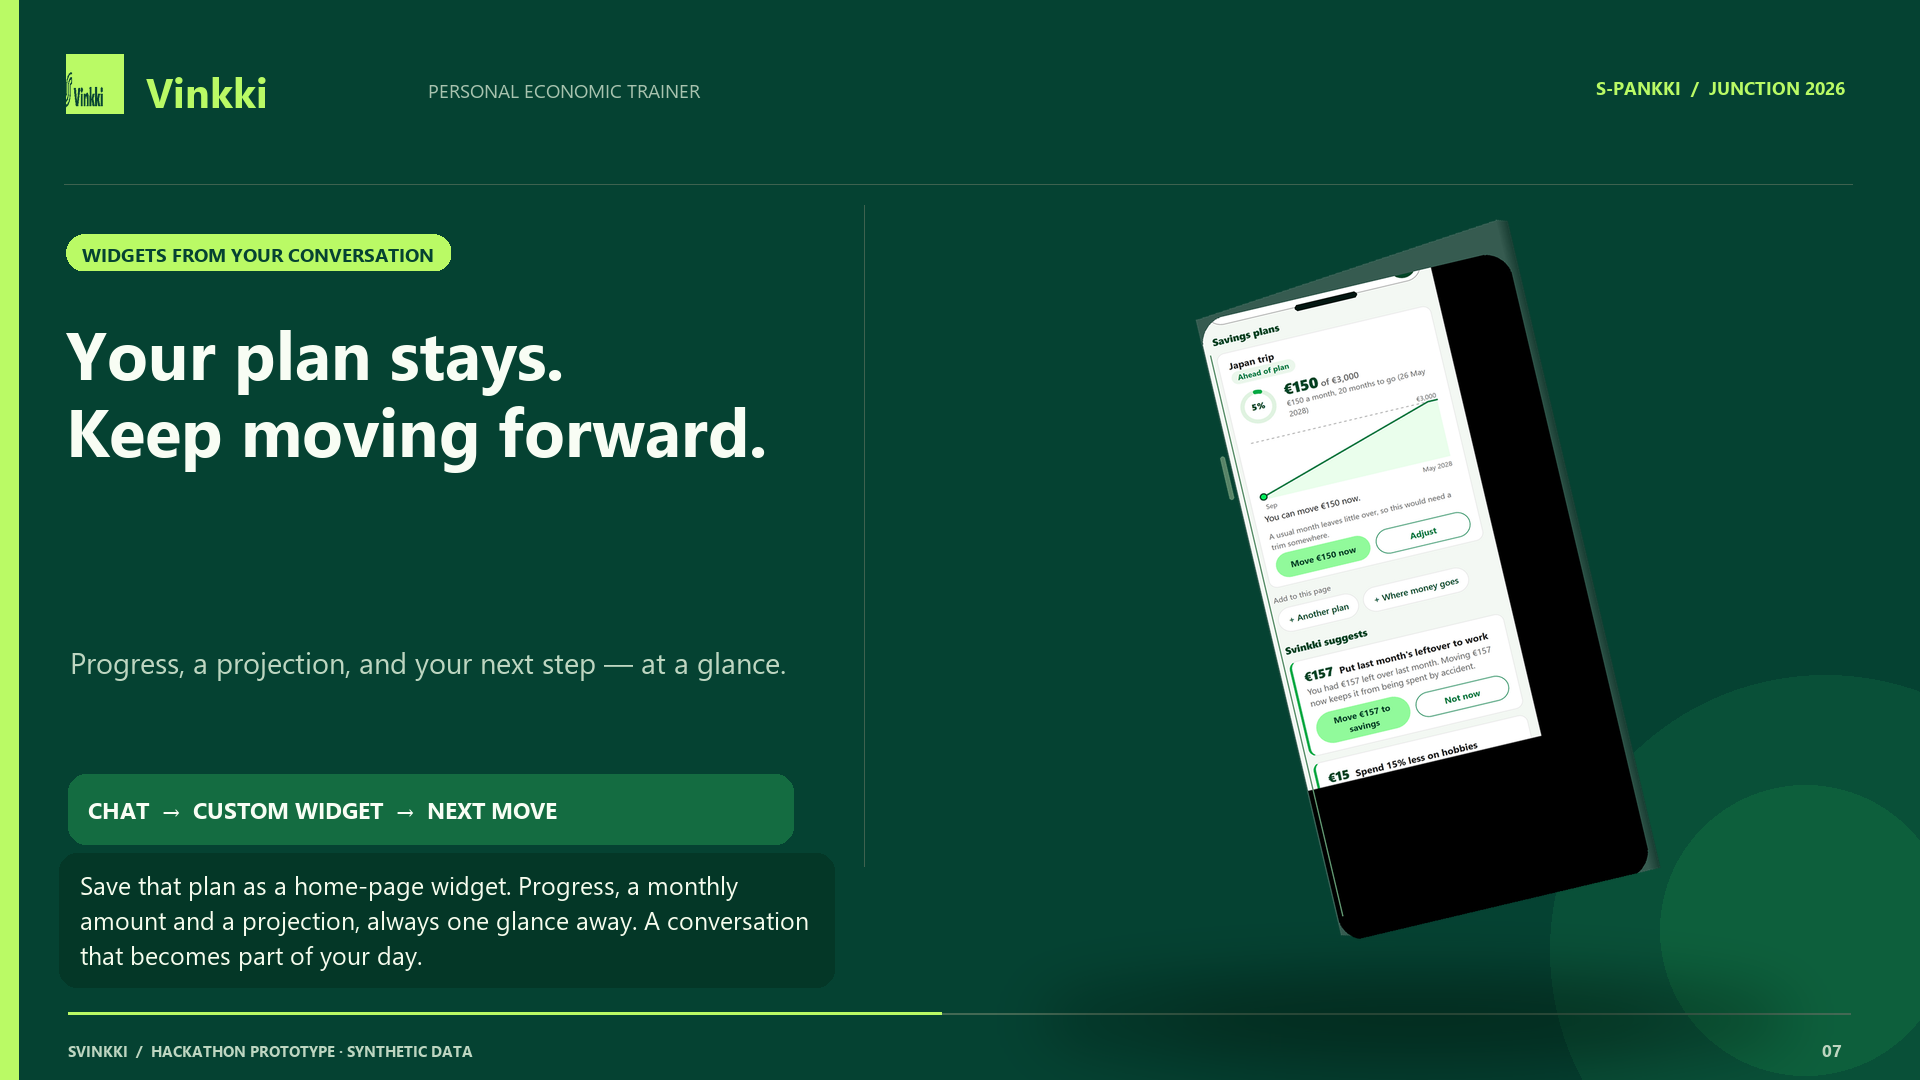 Vinkki
Vinkki
PERSONAL ECONOMIC TRAINER
S-PANKKI / JUNCTION 2026
WIDGETS FROM YOUR CONVERSATION
Your plan stays.
Keep moving forward.
Progress, a projection, and your next step — at a glance.
CHAT → CUSTOM WIDGET → NEXT MOVE
Save that plan as a home-page widget. Progress, a monthly
amount and a projection, always one glance away. A conversation
that becomes part of your day.
Savings plans
Japan trip
Ahead of plan
5%
€150 of €3,000
€150 a month, 20 months to go (26 May
2028)
€3,000
Sep
May 2028
You can move €150 now.
A usual month leaves little over, so this would need a
trim somewhere.
Move €150 now
Adjust
Add to this page
+ Another plan
+ Where money goes
Svinkki suggests
€157 Put last month's leftover to work
You had €157 left over last month. Moving €157
now keeps it from being spent by accident.
Move €157 to
savings
Not now
€15 Spend 15% less on hobbies
SVINKKI / HACKATHON PROTOTYPE · SYNTHETIC DATA
07